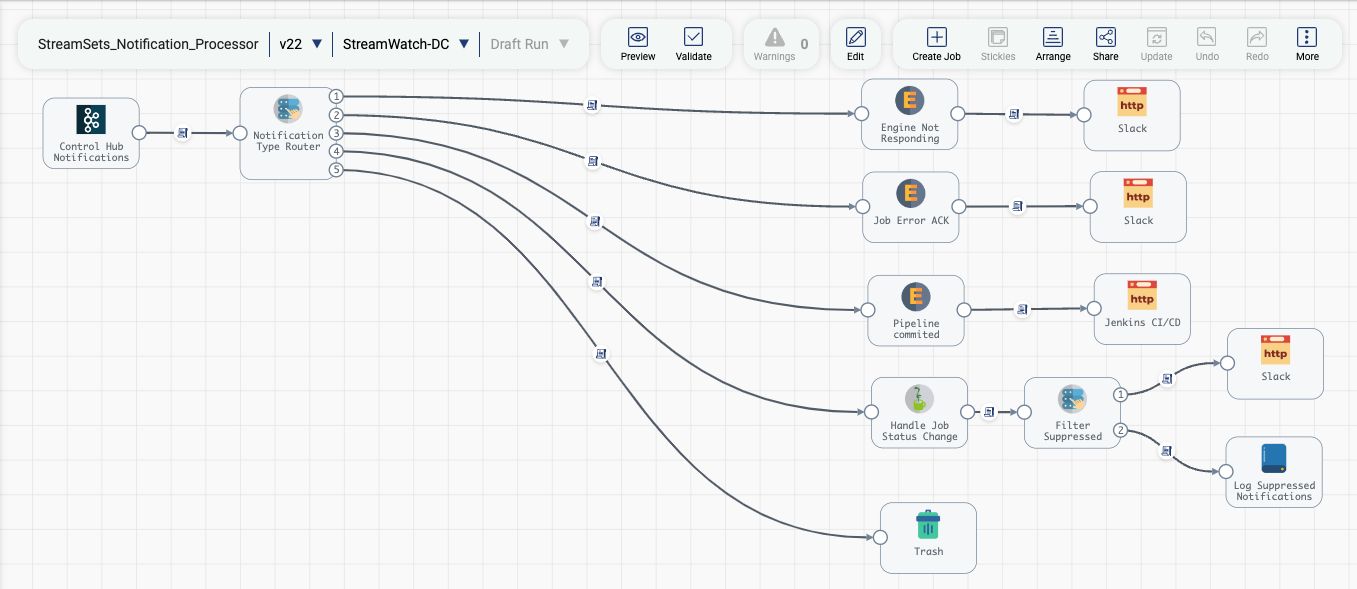 StreamSets_Notification_Processor
v22
StreamWatch-DC
Draft Run
Preview
Validate
Warnings
0
Edit
Create Job
Stickies
Arrange
Share
Update
Undo
Redo
More
Control Hub
Notifications
Notification
Type Router
1
2
3
4
5
E
Engine Not
Responding
http
Slack
E
Job Error ACK
http
Slack
E
Pipeline
commited
http
Jenkins CI/CD
Handle Job
Status Change
Filter
Suppressed
1
2
http
Slack
Log Suppressed
Notifications
Trash